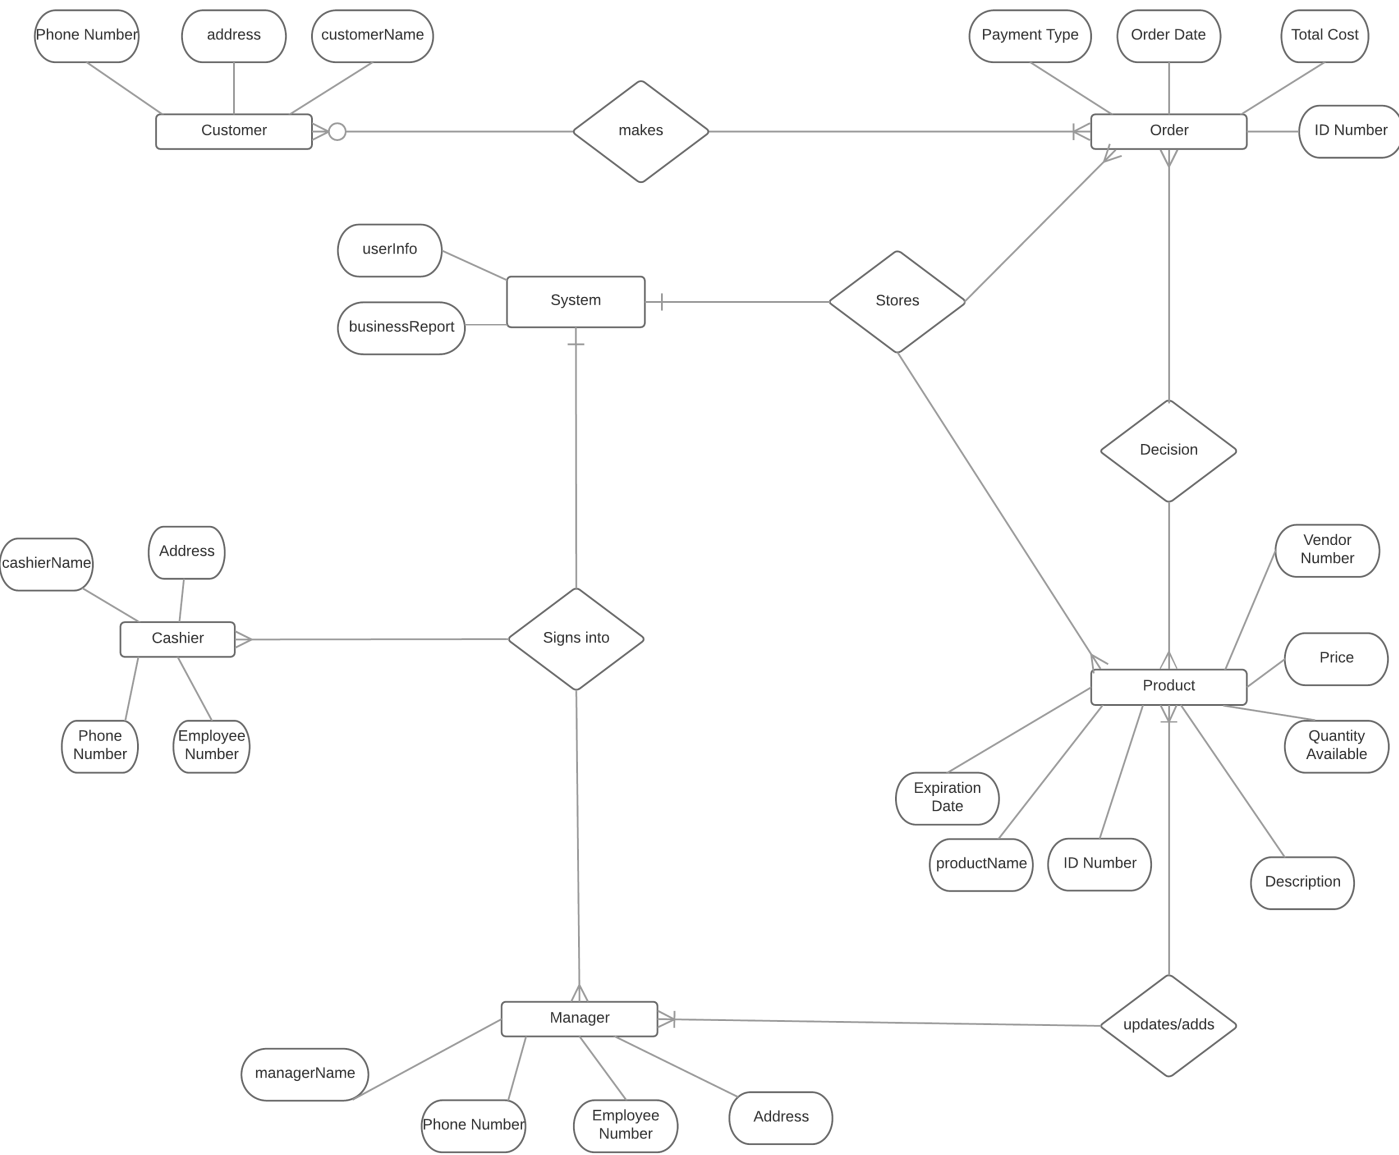 Phone Number
address
customerName
Payment Type
Order Date
Total Cost
Customer
makes
Order
ID Number
userInfo
System
Stores
businessReport
Decision
Vendor
Number
cashierName
Address
Cashier
Signs into
Price
Product
Phone
Number
Employee
Number
Quantity
Available
Expiration
Date
productName
ID Number
Description
Manager
updates/adds
managerName
Phone Number
Employee
Number
Address